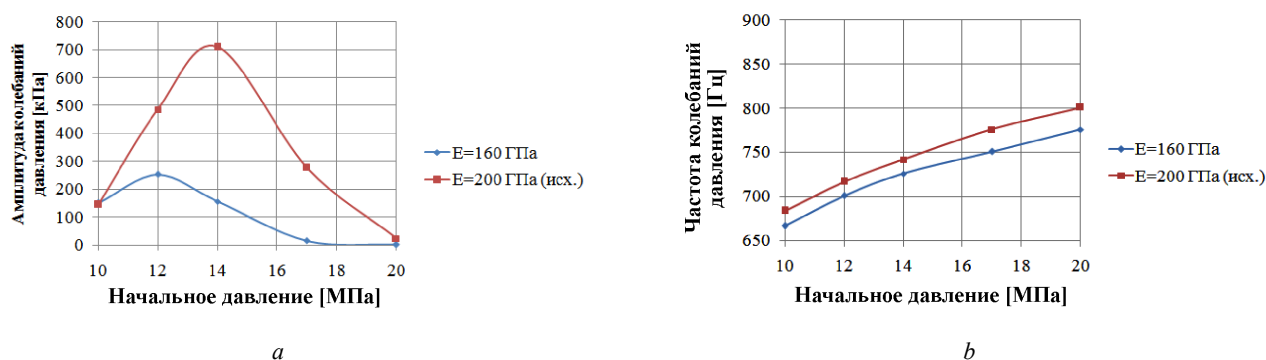 Амплитуда колебаний
давления [кПа]
800
700
600
500
400
300
200
100
0
10 12 14 16 18 20
Начальное давление [МПа]
E=160 ГПа
E=200 ГПа (исх.)
a
Частота колебаний
давления [Гц]
900
850
800
750
700
650
10 12 14 16 18 20
Начальное давление [МПа]
E=160 ГПа
E=200 ГПа (исх.)
b